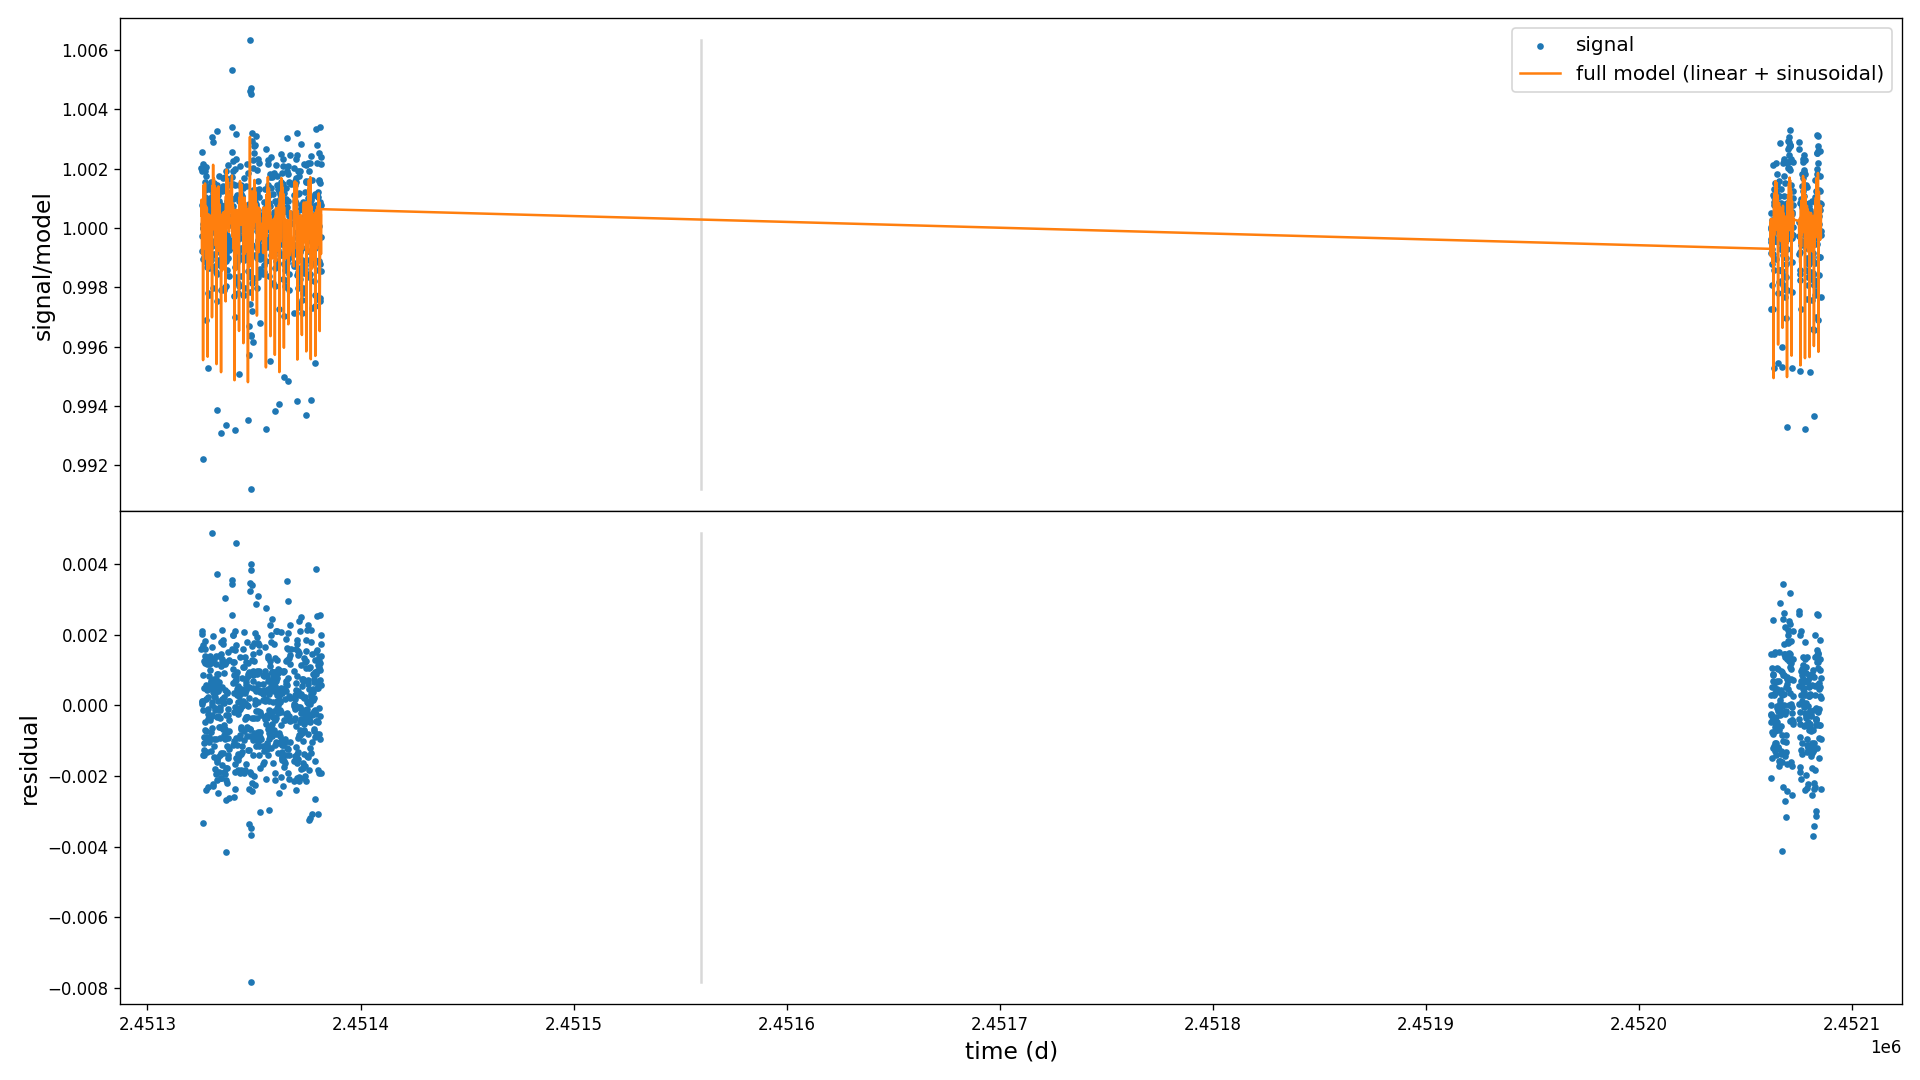 signal/model
1.006
1.004
1.002
1.000
0.998
0.996
0.994
0.992
signal
full model (linear + sinusoidal)
residual
0.004
0.002
0.000
−0.002
−0.004
−0.006
−0.008
2.4513 2.4514 2.4515 2.4516 2.4517 2.4518 2.4519 2.4520 2.4521
1e6
time (d)